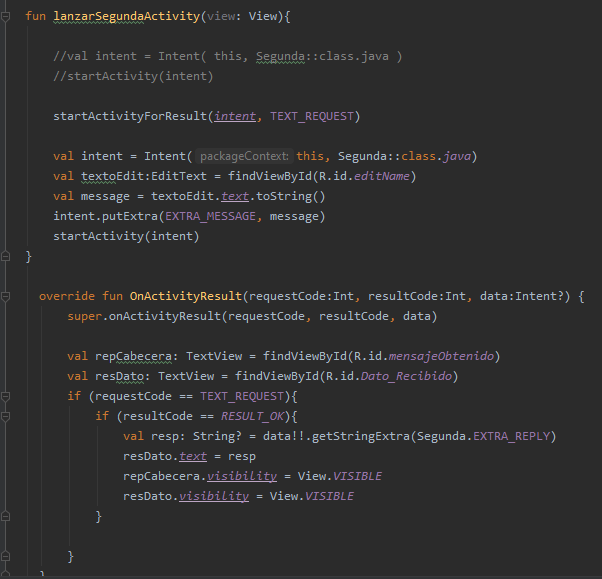 fun lanzarSegundaActivity(view: View){
//val intent = Intent( this, Segunda::class.java )
//startActivity(intent)
startActivityForResult(intent, TEXT_REQUEST)
val intent = Intent( packageContext: this, Segunda::class.java)
val textoEdit:EditText = findViewById(R.id.editName)
val message = textoEdit.text.toString()
intent.putExtra(EXTRA_MESSAGE, message)
startActivity(intent)
}
override fun OnActivityResult(requestCode:Int, resultCode:Int, data:Intent?) {
super.onActivityResult(requestCode, resultCode, data)
val repCabecera: TextView = findViewById(R.id.mensajeObtenido)
val resDato: TextView = findViewById(R.id.Dato_Recibido)
if (requestCode == TEXT_REQUEST){
if (resultCode == RESULT_OK){
val resp: String? = data!!.getStringExtra(Segunda.EXTRA_REPLY)
resDato.text = resp
repCabecera.visibility = View.VISIBLE
resDato.visibility = View.VISIBLE
}
}
}